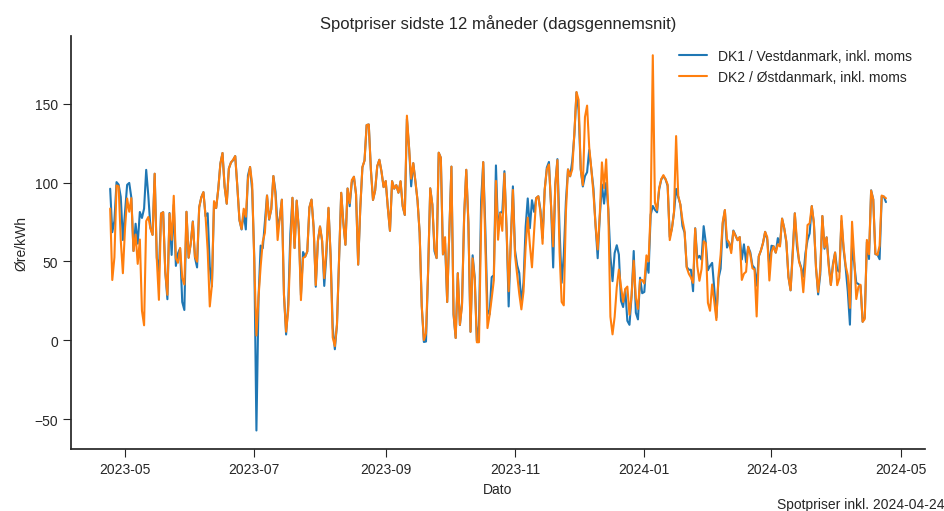 Spotpriser sidste 12 måneder (dagsgennemsnit)
DK1 / Vestdanmark, inkl. moms
DK2 / Østdanmark, inkl. moms
Øre/kWh
150
100
50
0
−50
2023-05 2023-07 2023-09 2023-11 2024-01 2024-03 2024-05
Dato
Spotpriser inkl. 2024-04-24